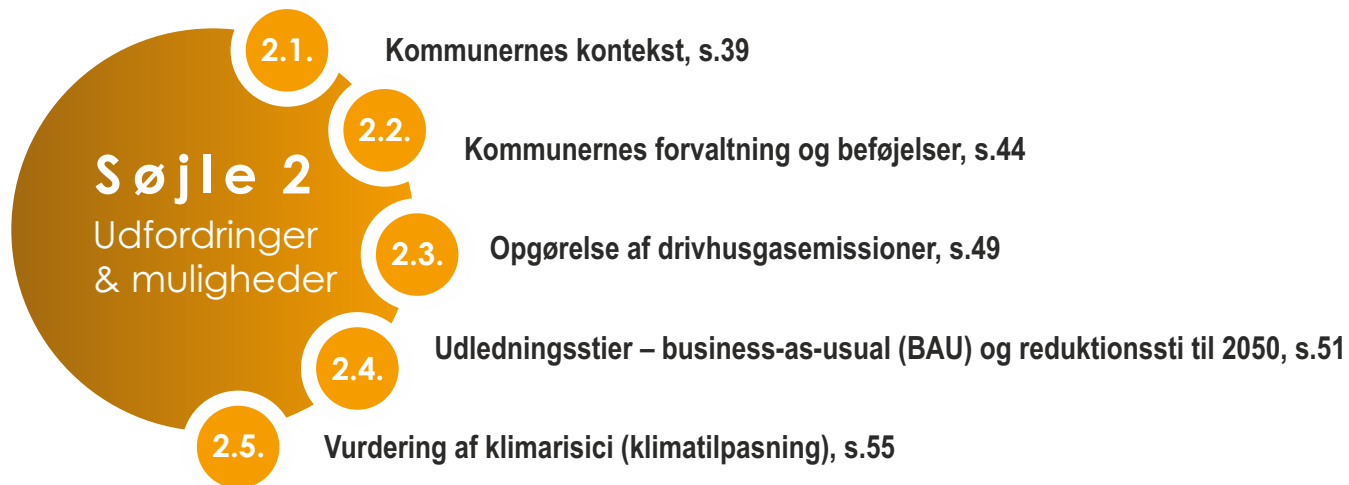 2.1.
Kommunernes kontekst, s.39
2.2.
Kommunernes forvaltning og beføjelser, s.44
Søjle 2
Udfordringer
& muligheder
2.3.
Opgørelse af drivhusgasemissioner, s.49
2.4.
Udledningsstier – business-as-usual (BAU) og reduktionssti til 2050, s.51
2.5.
Vurdering af klimarisici (klimatilpasning), s.55